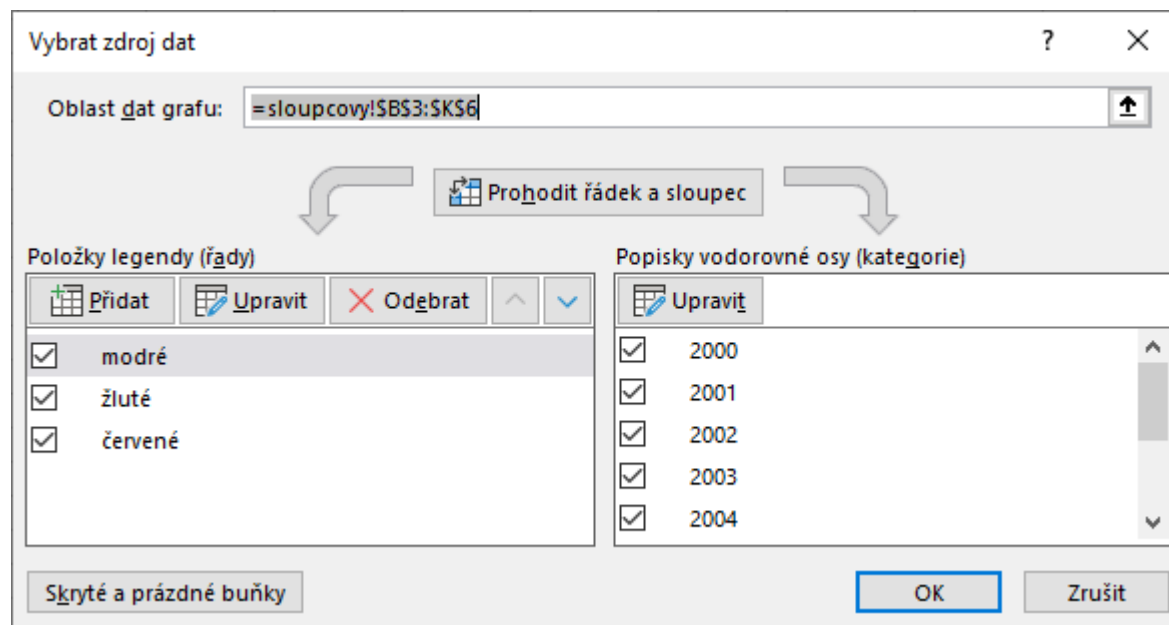 Vybrat zdroj dat ?
Oblast dat grafu: =sloupcovy!$B$3:$K$6
Prohodit řádek a sloupec
Položky legendy (řady)
Přidat Upravit Odebrat
modré
žluté
červené
Popisky vodorovné osy (kategorie)
Upravit
2000
2001
2002
2003
2004
Skryté a prázdné buňky
OK Zrušit